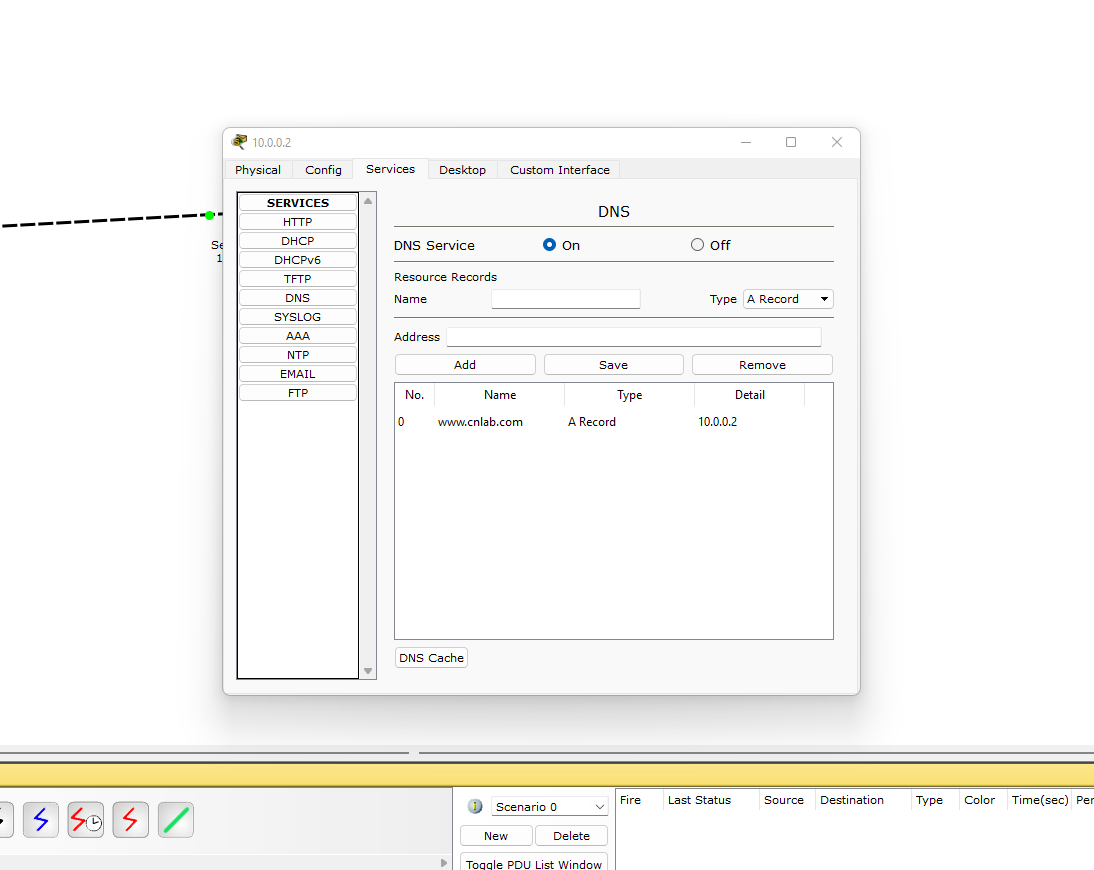 10.0.0.2
Physical Config Services Desktop Custom Interface
SERVICES
HTTP
DHCP
DHCPv6
TFTP
DNS
SYSLOG
AAA
NTP
EMAIL
FTP
DNS
DNS Service On Off
Resource Records
Name Type A Record
Address
Add Save Remove
No. Name Type Detail
0 www.cnlab.com A Record 10.0.0.2
DNS Cache
Se
1
Scenario 0
New Delete
Toggle PDU List Window
Fire Last Status Source Destination Type Color Time(sec) Per